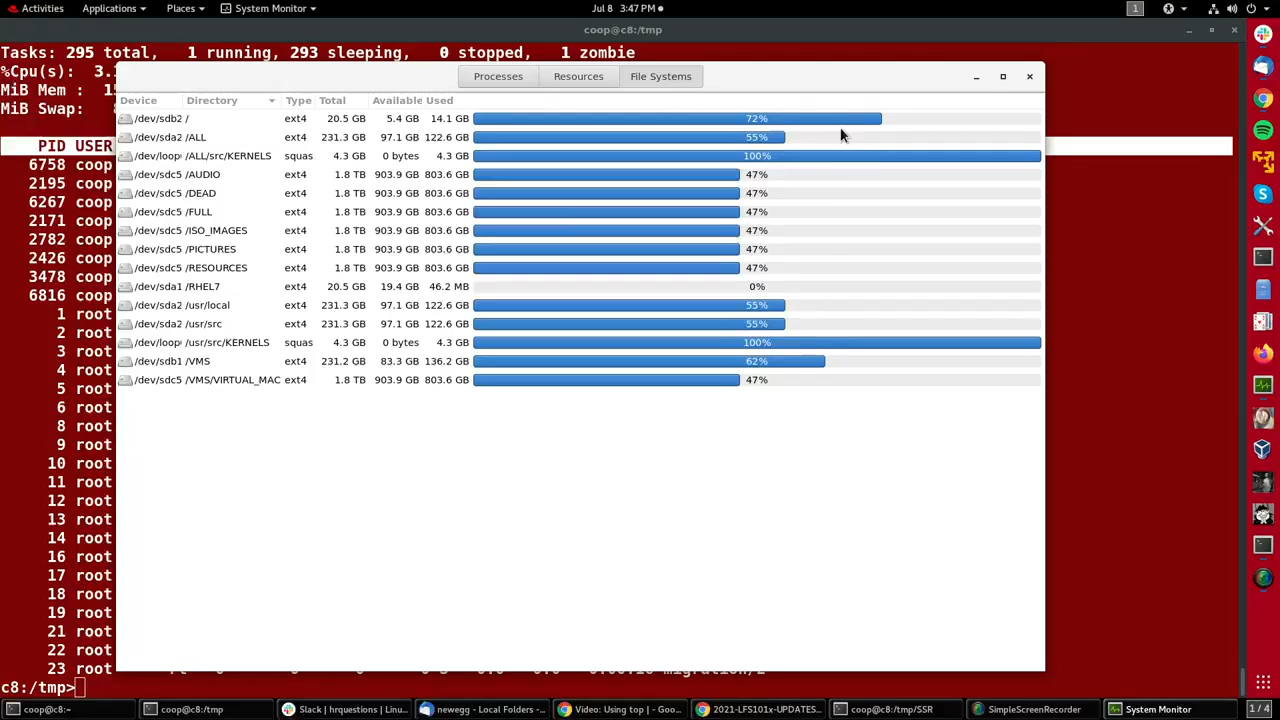 Activities Applications Places System Monitor Jul 8 3:47 PM 1
coop@c8:/tmp
Tasks: 295 total, 1 running, 293 sleeping, 0 stopped, 1 zombie
%Cpu(s):
MiB Mem :
MiB Swap:
Processes Resources File Systems
Device Directory Type Total Available Used
/dev/sdb2 / ext4 20.5 GB 5.4 GB 14.1 GB 72%
/dev/sda2 /ALL ext4 231.3 GB 97.1 GB 122.6 GB 55%
/dev/loop /ALL/src/KERNELS squas 4.3 GB 0 bytes 4.3 GB 100%
/dev/sdc5 /AUDIO ext4 1.8 TB 903.9 GB 803.6 GB 47%
/dev/sdc5 /DEAD ext4 1.8 TB 903.9 GB 803.6 GB 47%
/dev/sdc5 /FULL ext4 1.8 TB 903.9 GB 803.6 GB 47%
/dev/sdc5 /ISO_IMAGES ext4 1.8 TB 903.9 GB 803.6 GB 47%
/dev/sdc5 /PICTURES ext4 1.8 TB 903.9 GB 803.6 GB 47%
/dev/sdc5 /RESOURCES ext4 1.8 TB 903.9 GB 803.6 GB 47%
/dev/sda1 /RHEL7 ext4 20.5 GB 19.4 GB 46.2 MB 0%
/dev/sda2 /usr/local ext4 231.3 GB 97.1 GB 122.6 GB 55%
/dev/sda2 /usr/src ext4 231.3 GB 97.1 GB 122.6 GB 55%
/dev/loop /usr/src/KERNELS squas 4.3 GB 0 bytes 4.3 GB 100%
/dev/sdb1 /VMS ext4 231.2 GB 83.3 GB 136.2 GB 62%
/dev/sdc5 /VMS/VIRTUAL_MAC ext4 1.8 TB 903.9 GB 803.6 GB 47%
PID USER
6758 coop
2195 coop
6267 coop
2171 coop
2782 coop
2426 coop
3478 coop
6816 coop
1 root
2 root
3 root
4 root
5 root
6 root
8 root
9 root
10 root
11 root
12 root
13 root
14 root
16 root
17 root
18 root
19 root
21 root
22 root
23 root
c8:/tmp>
coop@c8:~ coop@c8:/tmp Slack | hrquestions | Linu... newegg - Local Folders -... Video: Using top | - Goo... 2021-LFS101x-UPDATES... coop@c8:/tmp/SSR SimpleScreenRecorder System Monitor 1 / 4